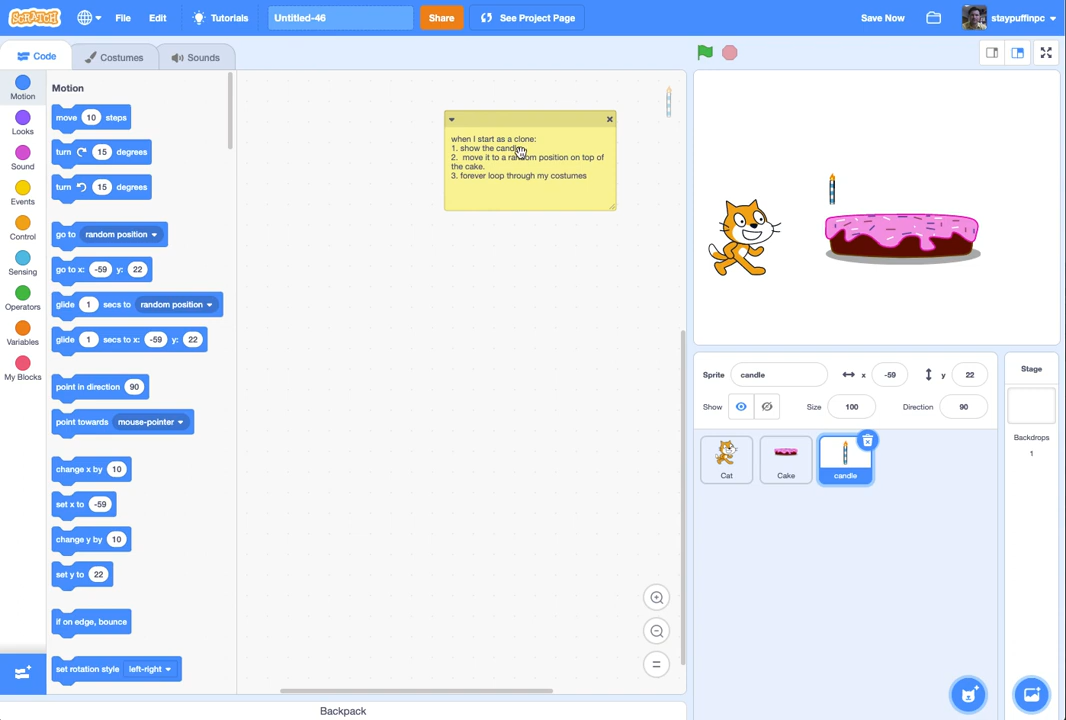 SCRATCH File Edit Tutorials Untitled-46 Share See Project Page Save Now staypuffinpc
Code Costumes Sounds
Motion
Looks
Sound
Events
Control
Sensing
Operators
Variables
My Blocks
Motion
move 10 steps
turn 15 degrees
turn 15 degrees
go to random position
go to x: -59 y: 22
glide 1 secs to random position
glide 1 secs to x: -59 y: 22
point in direction 90
point towards mouse-pointer
change x by 10
set x to -59
change y by 10
set y to 22
if on edge, bounce
set rotation style left-right
when I start as a clone:
1. show the candle
2. move it to a random position on top of
the cake.
3. forever loop through my costumes
Backpack
Sprite candle x -59 y 22
Show Size 100 Direction 90
Cat Cake candle
Stage
Backdrops
1